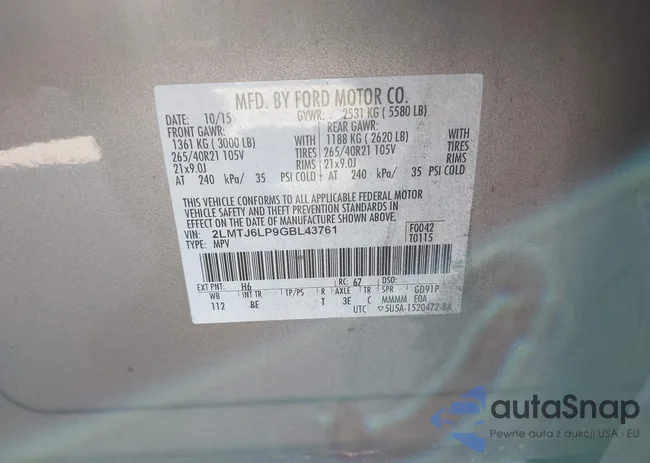 MFD. BY FORD MOTOR CO.
DATE: 10/15 GVWR: 2531 KG ( 5580 LB)
FRONT GAWR: REAR GAWR:
1361 KG ( 3000 LB) WITH 1188 KG ( 2620 LB) WITH
265/40R21 105V TIRES 265/40R21 105V TIRES
21x9.0J RIMS 21x9.0J RIMS
AT 240 kPa/ 35 PSI COLD AT 240 kPa/ 35 PSI COLD
THIS VEHICLE CONFORMS TO ALL APPLICABLE FEDERAL MOTOR
VEHICLE SAFETY AND THEFT PREVENTION STANDARDS IN
EFFECT ON THE DATE OF MANUFACTURE SHOWN ABOVE.
VIN: 2LMTJ6LP9GBL43761 F0042
TYPE: MPV T0115
EXT PNT: H6 RC: 67 DSO:
WB INT TR TP/PS R AXLE TR SPR GD91P
112 BE T 3E C MMMM E0A
UTC ▽5U5A-1520472-BA
autaSnap
Pewne auta z aukcji USA i EU